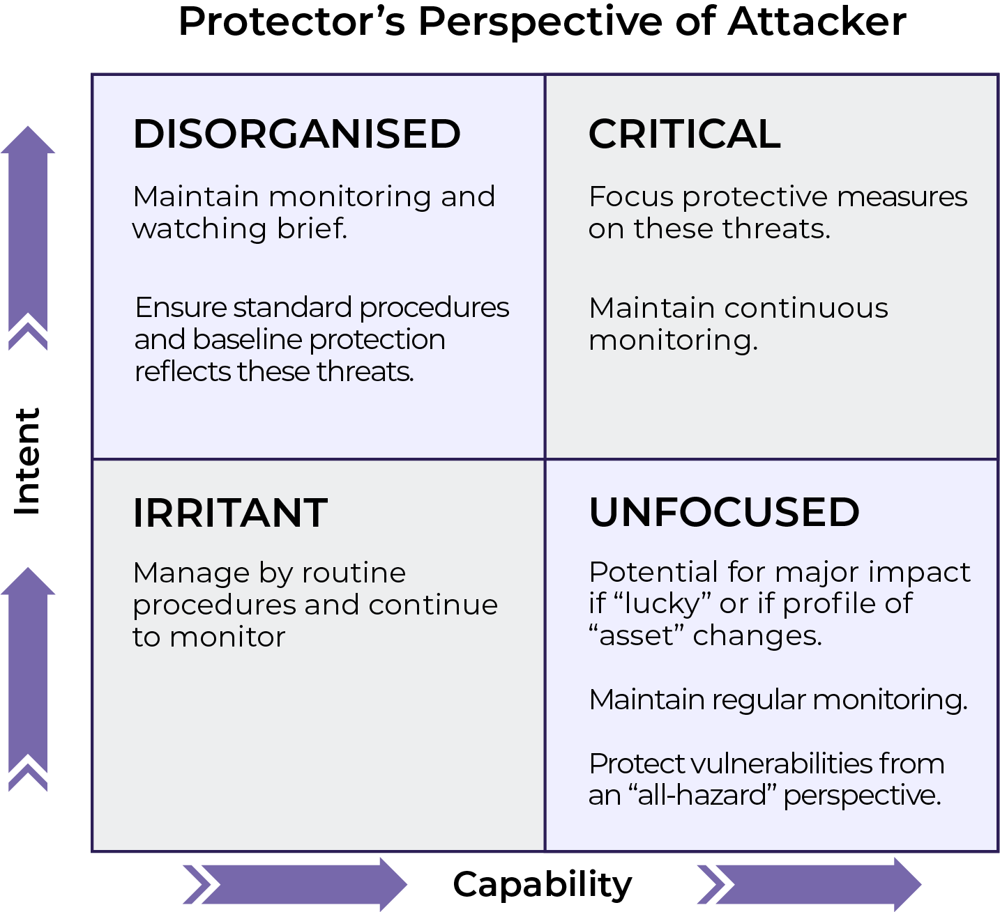 Protector’s Perspective of Attacker
DISORGANISED
Maintain monitoring and
watching brief.
Ensure standard procedures
and baseline protection
reflects these threats.
CRITICAL
Focus protective measures
on these threats.
Maintain continuous
monitoring.
Intent
IRRITANT
Manage by routine
procedures and continue
to monitor
UNFOCUSED
Potential for major impact
if “lucky” or if profile of
“asset” changes.
Maintain regular monitoring.
Protect vulnerabilities from
an “all-hazard” perspective.
Capability